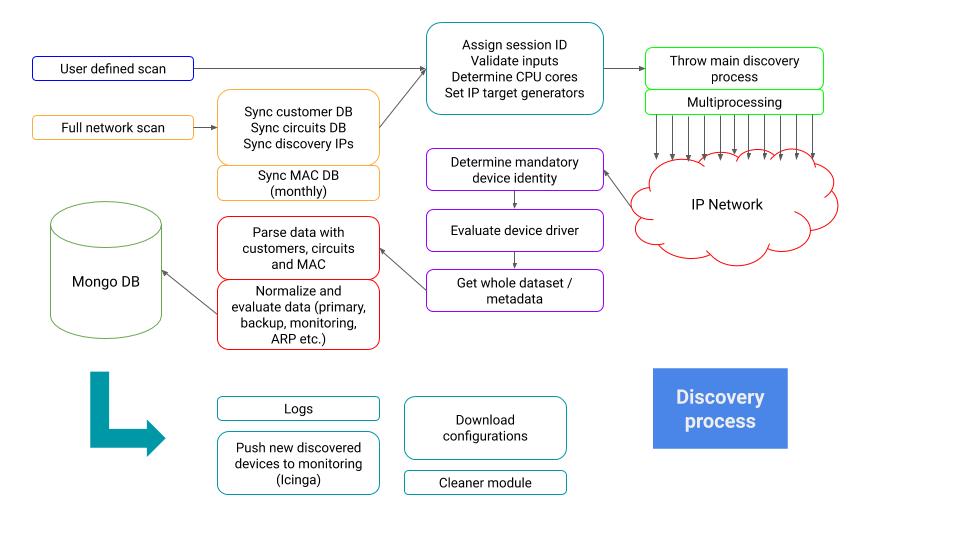 User defined scan
Full network scan
Sync customer DB
Sync circuits DB
Sync discovery IPs
Sync MAC DB
(monthly)
Assign session ID
Validate inputs
Determine CPU cores
Set IP target generators
Throw main discovery
process
Multiprocessing
IP Network
Determine mandatory
device identity
Evaluate device driver
Get whole dataset /
metadata
Parse data with
customers, circuits
and MAC
Normalize and
evaluate data (primary,
backup, monitoring,
ARP etc.)
Mongo DB
Logs
Push new discovered
devices to monitoring
(Icinga)
Download
configurations
Cleaner module
Discovery
process